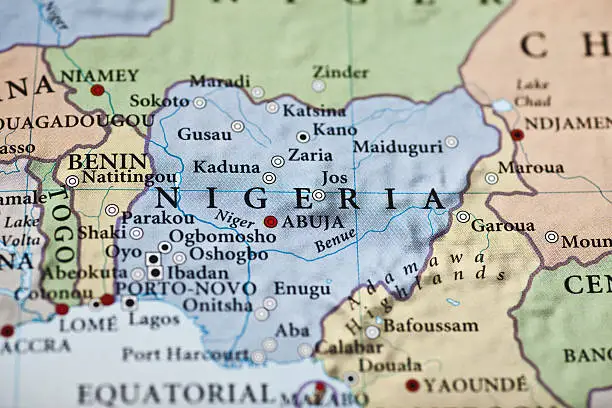 Lake
NIAMEY
Maradi
Zinder
C H
Sokoto
Katsina
Lake
Chad
NA
OUAGADOUGOU
Gusau
Kano
NDJAMEN
asso
Zaria
Maiduguri
BENIN
Kaduna
Maroua
Natitingou
Jos
NIGERIA
TOGO
amale
Lake
Volta
Parakou
Niger
ABUJA
Garoua
Shaki
Ogbomosho
Benue
Moun
Oyo
Oshogbo
NA
Abeokuta
Ibadan
Adamawa
Highlands
Cotonou
PORTO-NOVO
Enugu
CEN
LOMÉ
Lagos
Onitsha
ACCRA
Aba
Bafoussam
Port Harcourt
Calabar
BANG
Douala
EQUATORIAL
MALABO
YAOUNDÉ